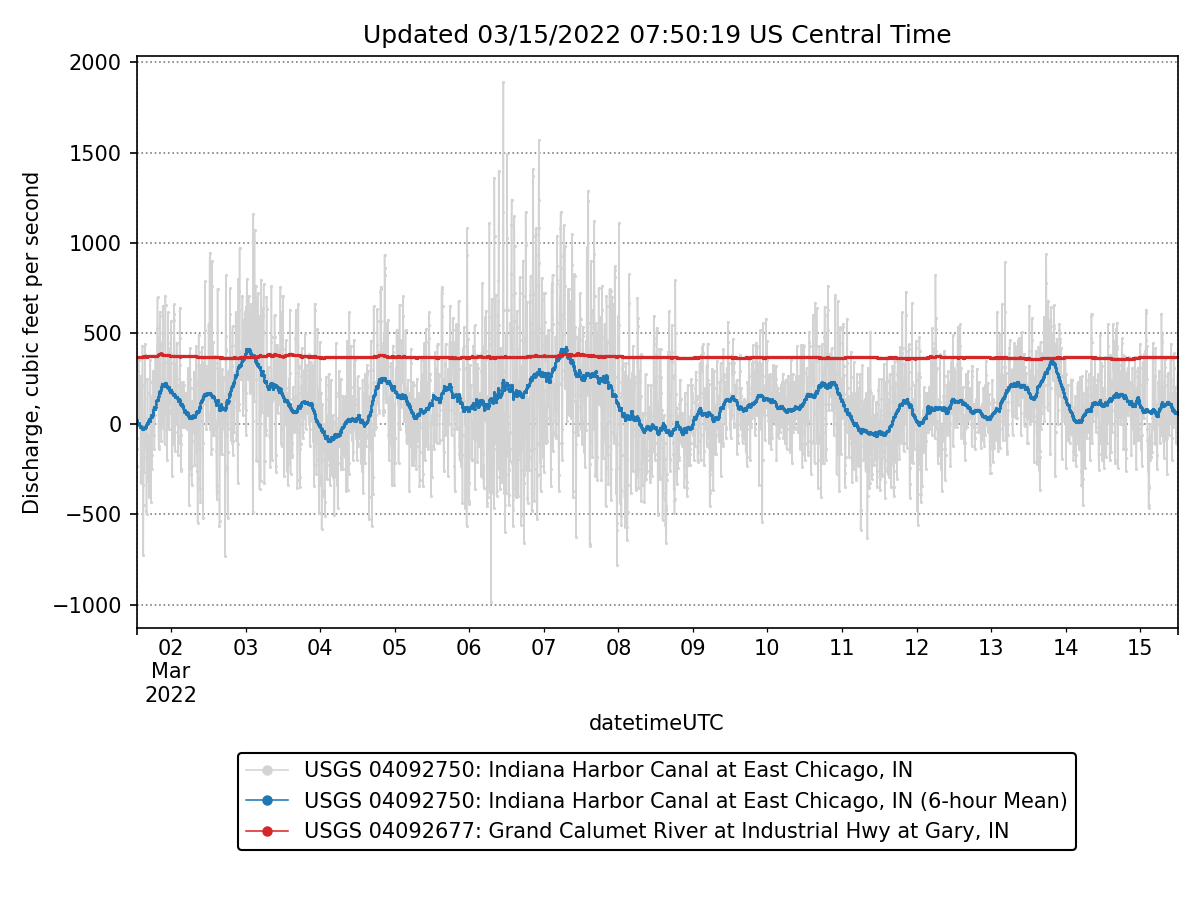 Updated 03/15/2022 07:50:19 US Central Time
Discharge, cubic feet per second
2000
1500
1000
500
0
−500
−1000
02 03 04 05 06 07 08 09 10 11 12 13 14 15
Mar
2022
datetimeUTC
USGS 04092750: Indiana Harbor Canal at East Chicago, IN
USGS 04092750: Indiana Harbor Canal at East Chicago, IN (6-hour Mean)
USGS 04092677: Grand Calumet River at Industrial Hwy at Gary, IN